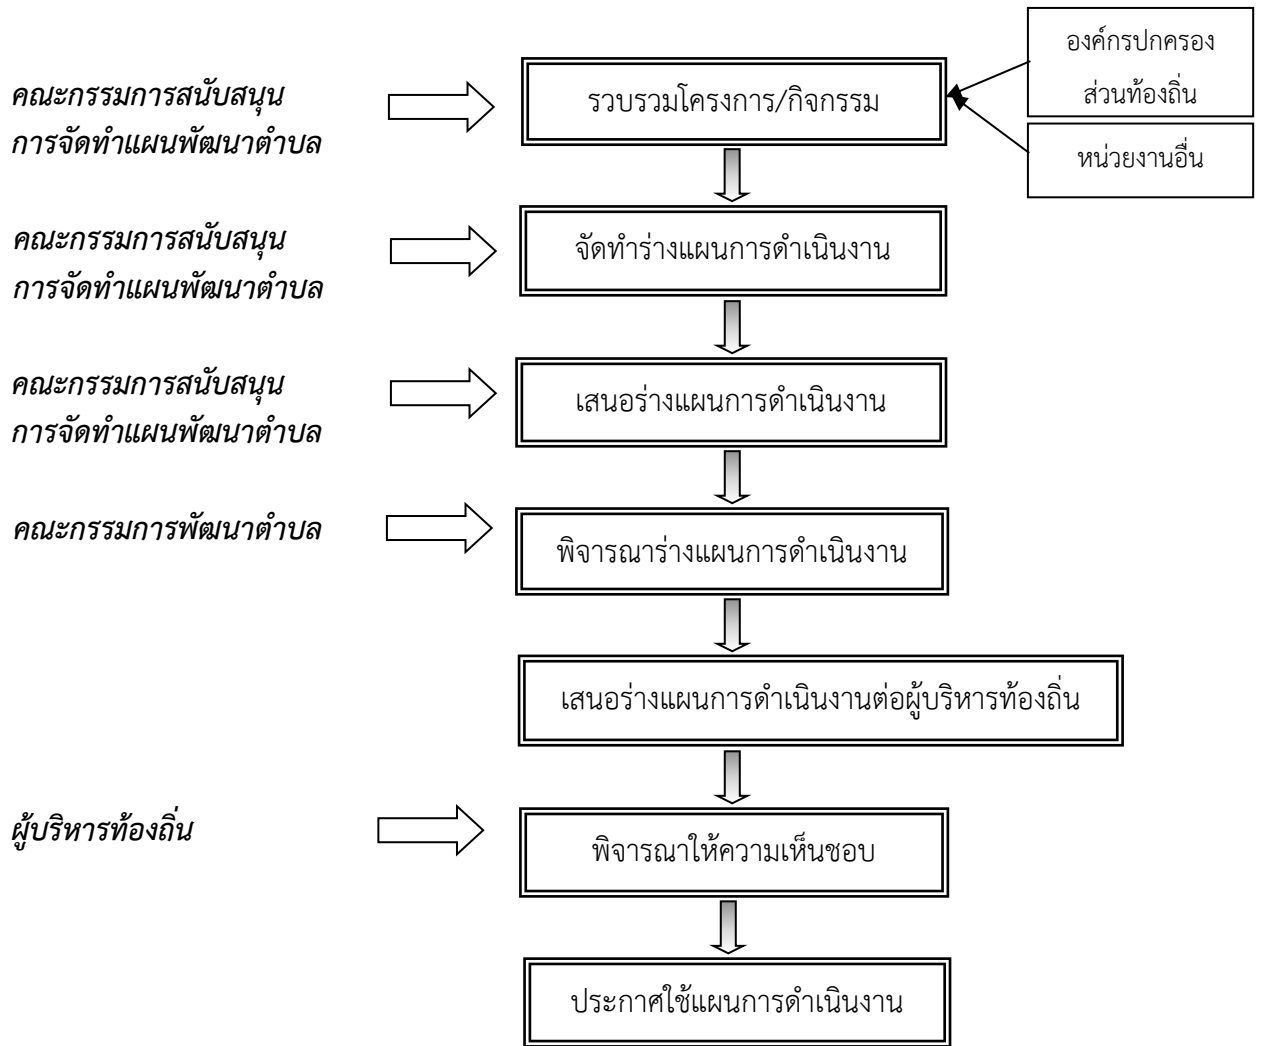 องค์กรปกครอง
ส่วนท้องถิ่น
คณะกรรมการสนับสนุน
การจัดทำแผนพัฒนาตำบล
รวบรวมโครงการ/กิจกรรม
หน่วยงานอื่น
คณะกรรมการสนับสนุน
การจัดทำแผนพัฒนาตำบล
จัดทำร่างแผนการดำเนินงาน
คณะกรรมการสนับสนุน
การจัดทำแผนพัฒนาตำบล
เสนอร่างแผนการดำเนินงาน
คณะกรรมการพัฒนาตำบล
พิจารณาร่างแผนการดำเนินงาน
เสนอร่างแผนการดำเนินงานต่อผู้บริหารท้องถิ่น
ผู้บริหารท้องถิ่น
พิจารณาให้ความเห็นชอบ
ประกาศใช้แผนการดำเนินงาน